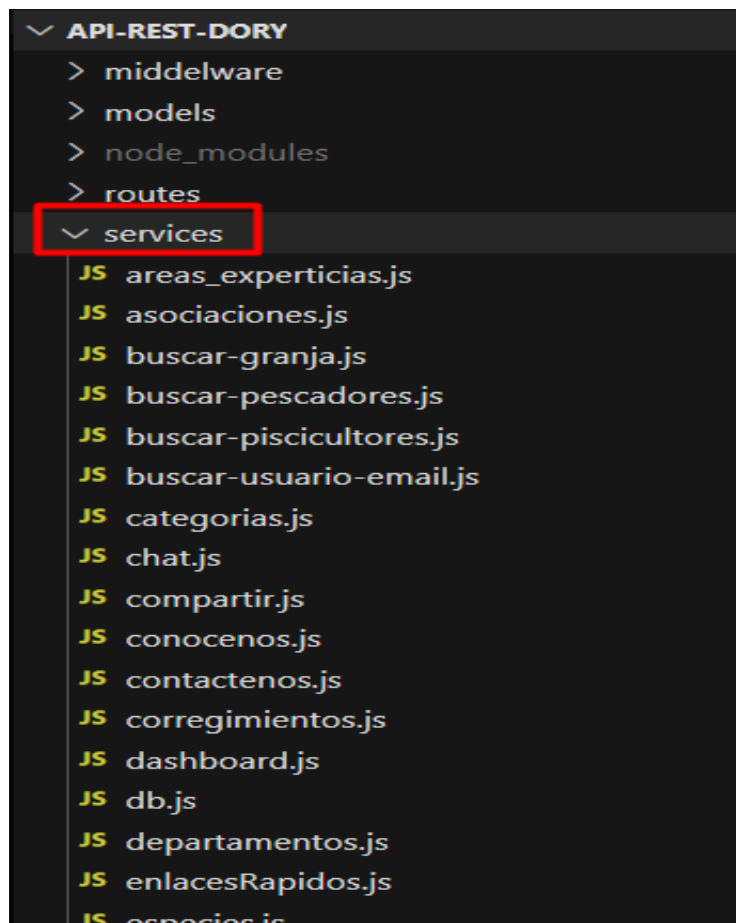 API-REST-DORY
middelware
models
node_modules
routes
services
JS areas_experticias.js
JS asociaciones.js
JS buscar-granja.js
JS buscar-pescadores.js
JS buscar-piscicultores.js
JS buscar-usuario-email.js
JS categorias.js
JS chat.js
JS compartir.js
JS conocenos.js
JS contactenos.js
JS corregimientos.js
JS dashboard.js
JS db.js
JS departamentos.js
JS enlacesRapidos.js
JS especies.js